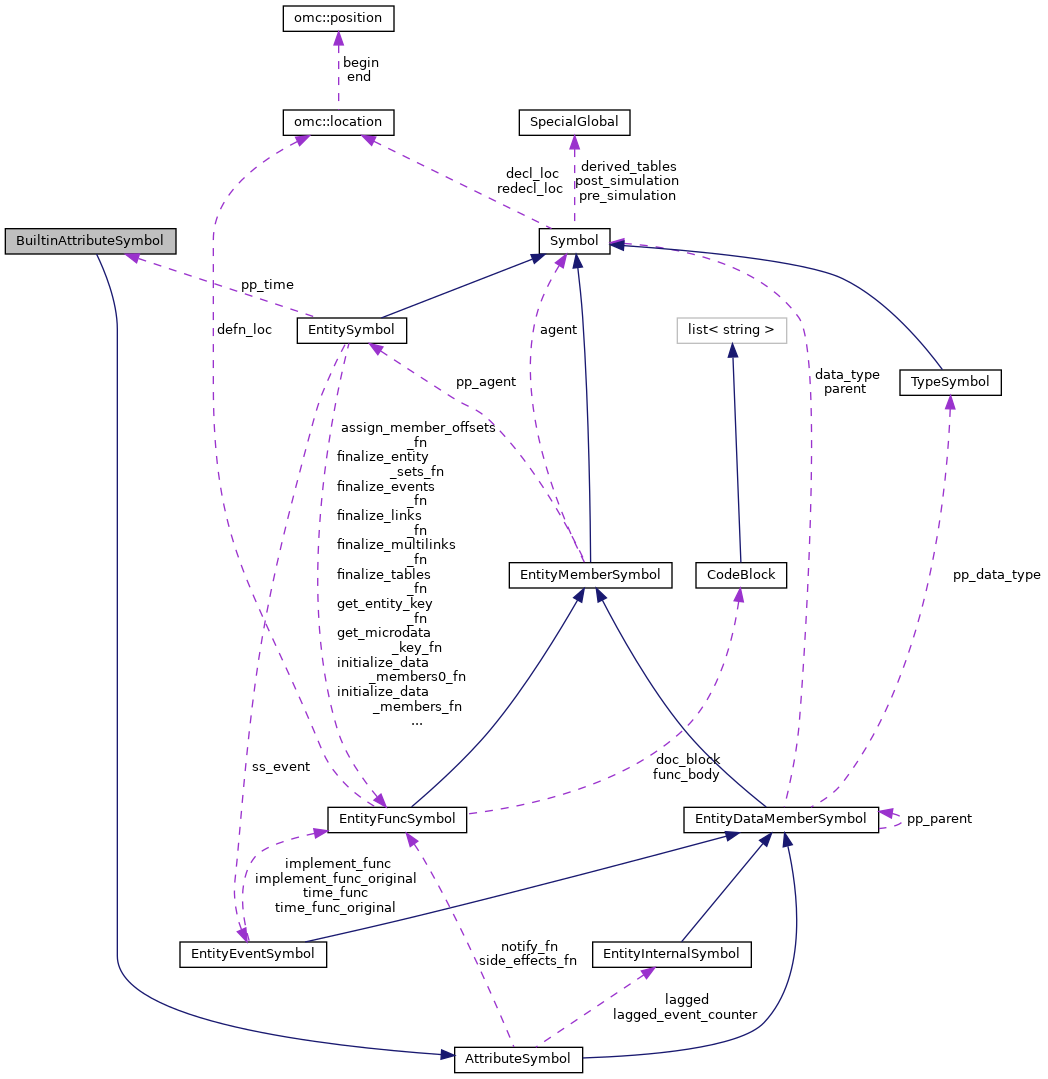 omc::position
begin
end
omc::location
SpecialGlobal
decl_loc
redecl_loc
derived_tables
post_simulation
pre_simulation
BuiltinAttributeSymbol
Symbol
pp_time
defn_loc
EntitySymbol
agent
list< string >
data_type
parent
TypeSymbol
pp_agent
assign_member_offsets
_fn
finalize_entity
_sets_fn
finalize_events
_fn
finalize_links
_fn
finalize_multilinks
_fn
finalize_tables
_fn
get_entity_key
_fn
get_microdata
_key_fn
initialize_data
_members0_fn
initialize_data
_members_fn
...
EntityMemberSymbol
CodeBlock
pp_data_type
ss_event
doc_block
func_body
EntityFuncSymbol
EntityDataMemberSymbol
pp_parent
implement_func
implement_func_original
time_func
time_func_original
notify_fn
side_effects_fn
EntityEventSymbol
EntityInternalSymbol
lagged
lagged_event_counter
AttributeSymbol